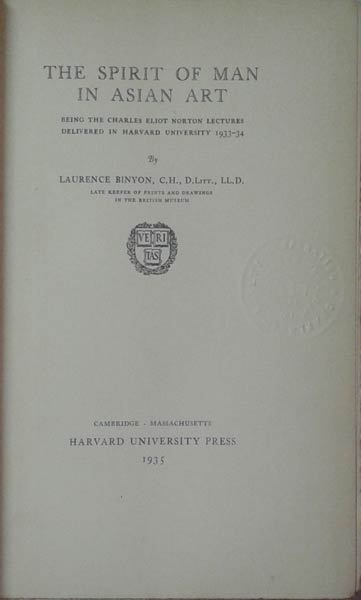 THE SPIRIT OF MAN
IN ASIAN ART
BEING THE CHARLES ELIOT NORTON LECTURES
DELIVERED IN HARVARD UNIVERSITY 1933-34
By
LAURENCE BINYON, C.H., D.LITT., LL.D.
LATE KEEPER OF PRINTS AND DRAWINGS
IN THE BRITISH MUSEUM
VE RI
TAS
CAMBRIDGE · MASSACHUSETTS
HARVARD UNIVERSITY PRESS
1935